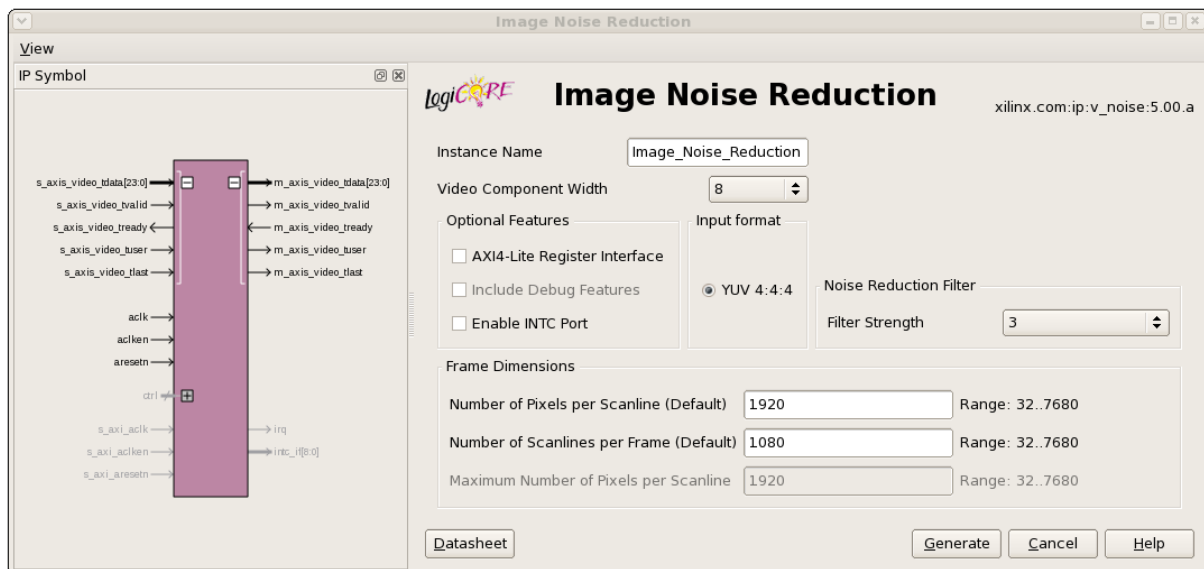 Image Noise Reduction
View
IP Symbol
s_axis_video_tdata[23:0]
s_axis_video_tvalid
s_axis_video_tready
s_axis_video_tuser
s_axis_video_tlast
aclk
aclken
aresetn
ctrl
s_axi_aclk
s_axi_aclken
s_axi_aresetn
m_axis_video_tdata[23:0]
m_axis_video_tvalid
m_axis_video_tready
m_axis_video_tuser
m_axis_video_tlast
irq
intc_if[8:0]
LogiCORE
Image Noise Reduction
xilinx.com:ip:v_noise:5.00.a
Instance Name Image_Noise_Reduction
Video Component Width 8
Optional Features
AXI4-Lite Register Interface
Include Debug Features
Enable INTC Port
Input format
YUV 4:4:4
Noise Reduction Filter
Filter Strength 3
Frame Dimensions
Number of Pixels per Scanline (Default) 1920 Range: 32..7680
Number of Scanlines per Frame (Default) 1080 Range: 32..7680
Maximum Number of Pixels per Scanline 1920 Range: 32..7680
Datasheet Generate Cancel Help